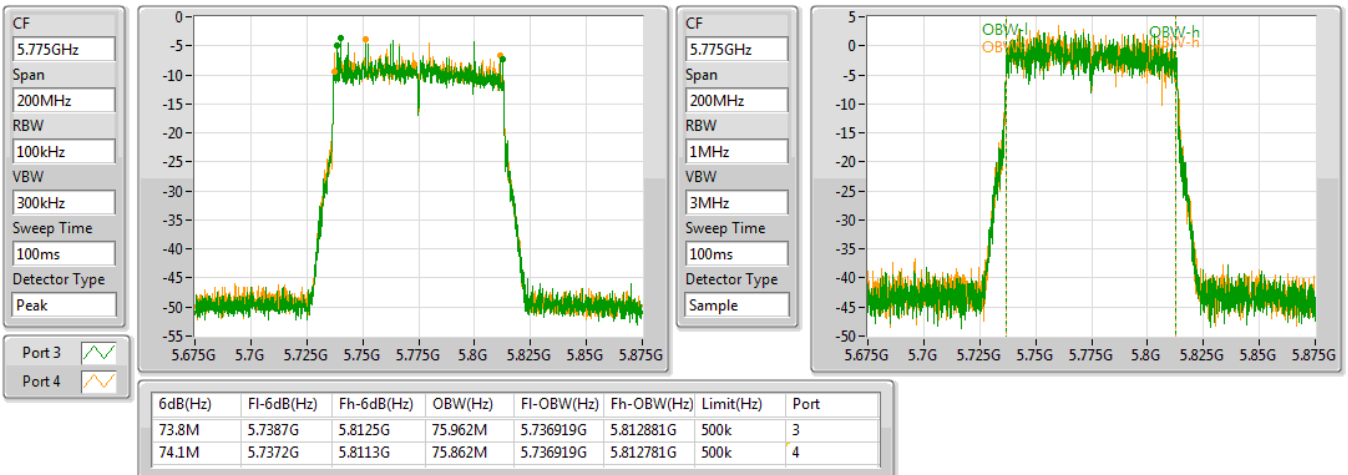 CF
5.775GHz
Span
200MHz
RBW
100kHz
VBW
300kHz
Sweep Time
100ms
Detector Type
Peak
Port 3
Port 4
0
-5
-10
-15
-20
-25
-30
-35
-40
-45
-50
-55
5.675G 5.7G 5.725G 5.75G 5.775G 5.8G 5.825G 5.85G 5.875G
CF
5.775GHz
Span
200MHz
RBW
1MHz
VBW
3MHz
Sweep Time
100ms
Detector Type
Sample
5
0
-5
-10
-15
-20
-25
-30
-35
-40
-45
-50
OBW-l OBW-h
5.675G 5.7G 5.725G 5.75G 5.775G 5.8G 5.825G 5.85G 5.875G
6dB(Hz) Fl-6dB(Hz) Fh-6dB(Hz) OBW(Hz) Fl-OBW(Hz) Fh-OBW(Hz) Limit(Hz) Port
73.8M 5.7387G 5.8125G 75.962M 5.736919G 5.812881G 500k 3
74.1M 5.7372G 5.8113G 75.862M 5.736919G 5.812781G 500k 4